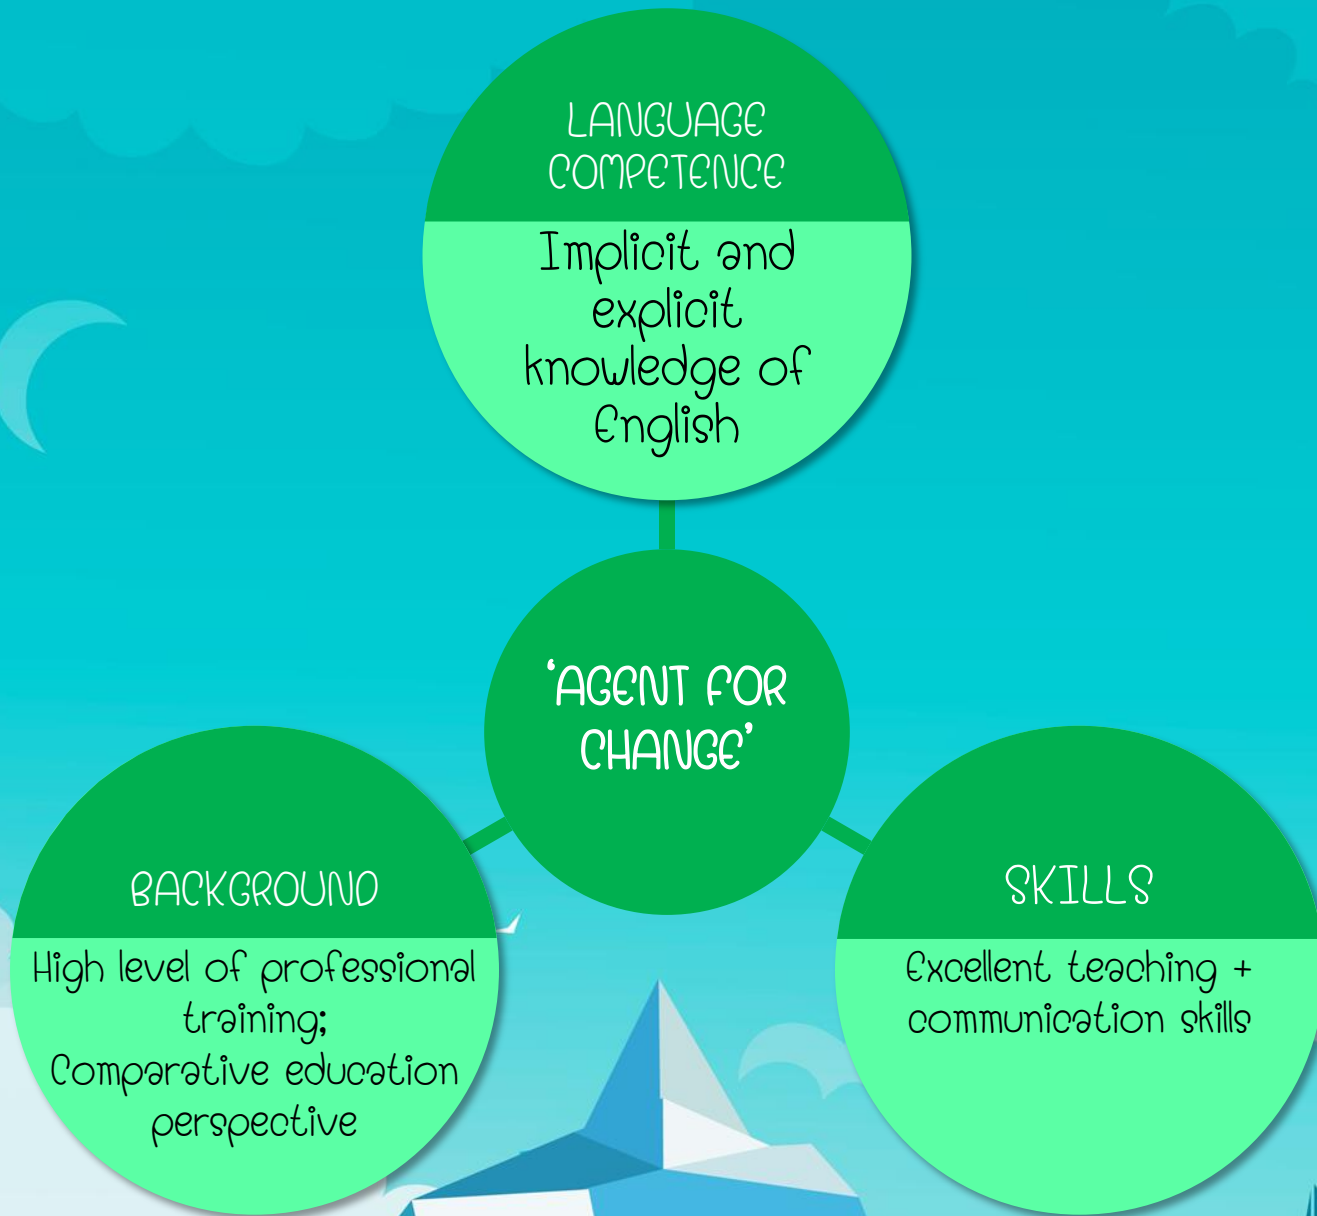 LANGUAGE
COMPETENCE
Implicit and
explicit
knowledge of
English
‘AGENT FOR
CHANGE’
BACKGROUND
High level of professional
training;
Comparative education
perspective
SKILLS
Excellent teaching +
communication skills